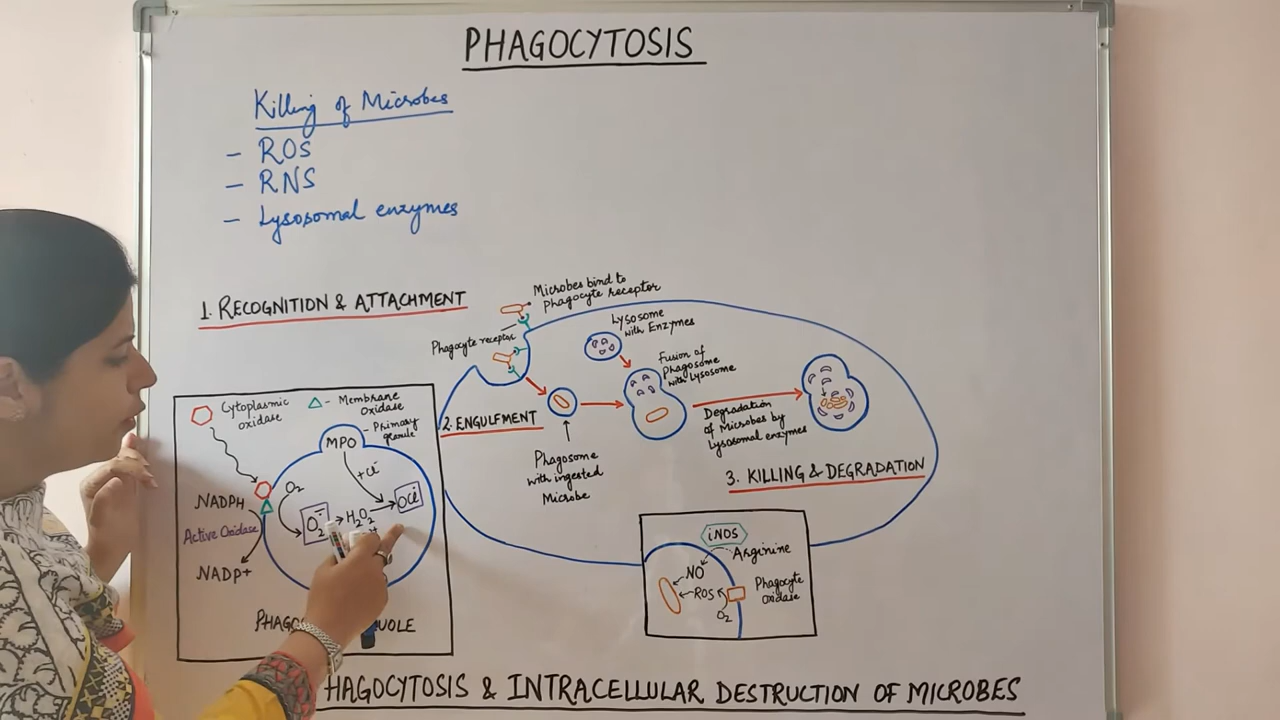 PHAGOCYTOSIS
Killing of Microbes
- ROS
- RNS
- Lysosomal enzymes
1. RECOGNITION & ATTACHMENT
Microbes bind to
Phagocyte receptor
Phagocyte receptor
Lysosome
with Enzymes
Fusion of
phagosome
with Lysosome
2. ENGULFMENT
Phagosome
with ingested
Microbe
Degradation
of Microbes by
Lysosomal enzymes
3. KILLING & DEGRADATION
Cytoplasmic
oxidase
- Membrane
Oxidase
MPO
- Primary
granule
+Cl-
O2
NADPH
Active Oxidase
NADP+
O2-
H2O2
OCl-
PHAGO
UOLE
iNOS
Arginine
NO
ROS
O2
Phagocyte
oxidase
HAGOCYTOSIS & INTRACELLULAR DESTRUCTION OF MICROBES